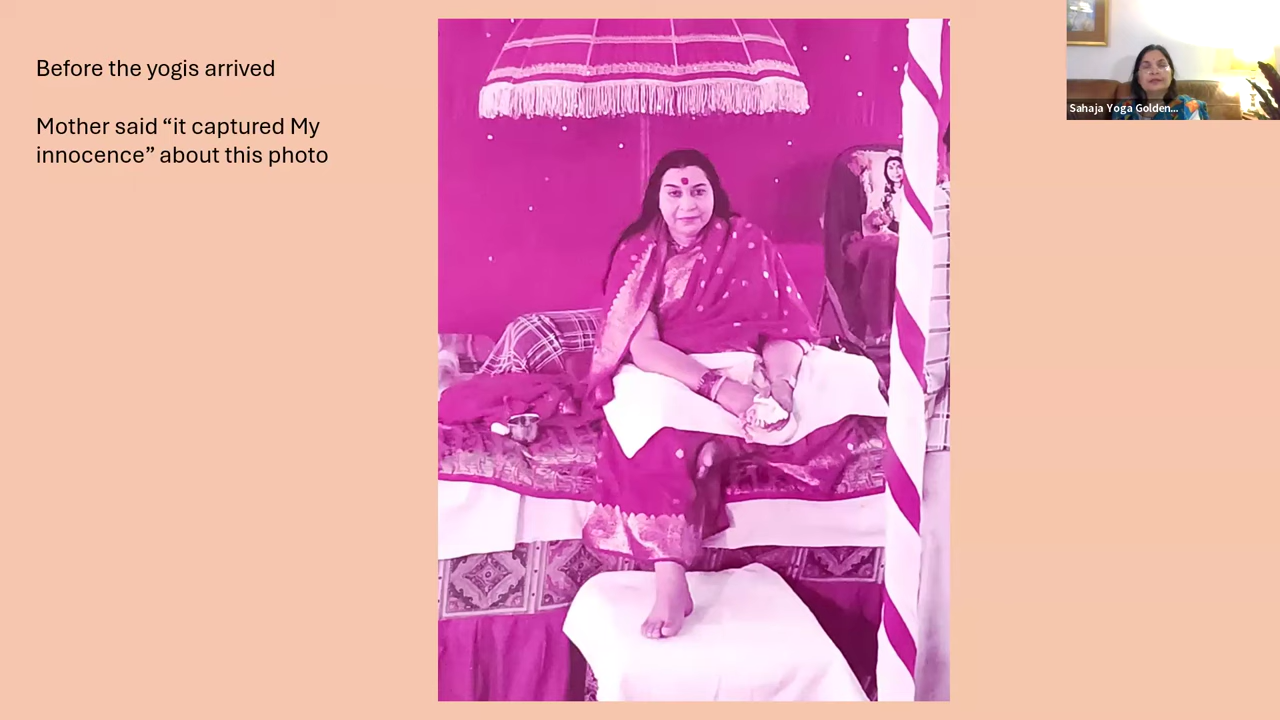 Before the yogis arrived
Mother said “it captured My
innocence” about this photo
Sahaja Yoga Golden...